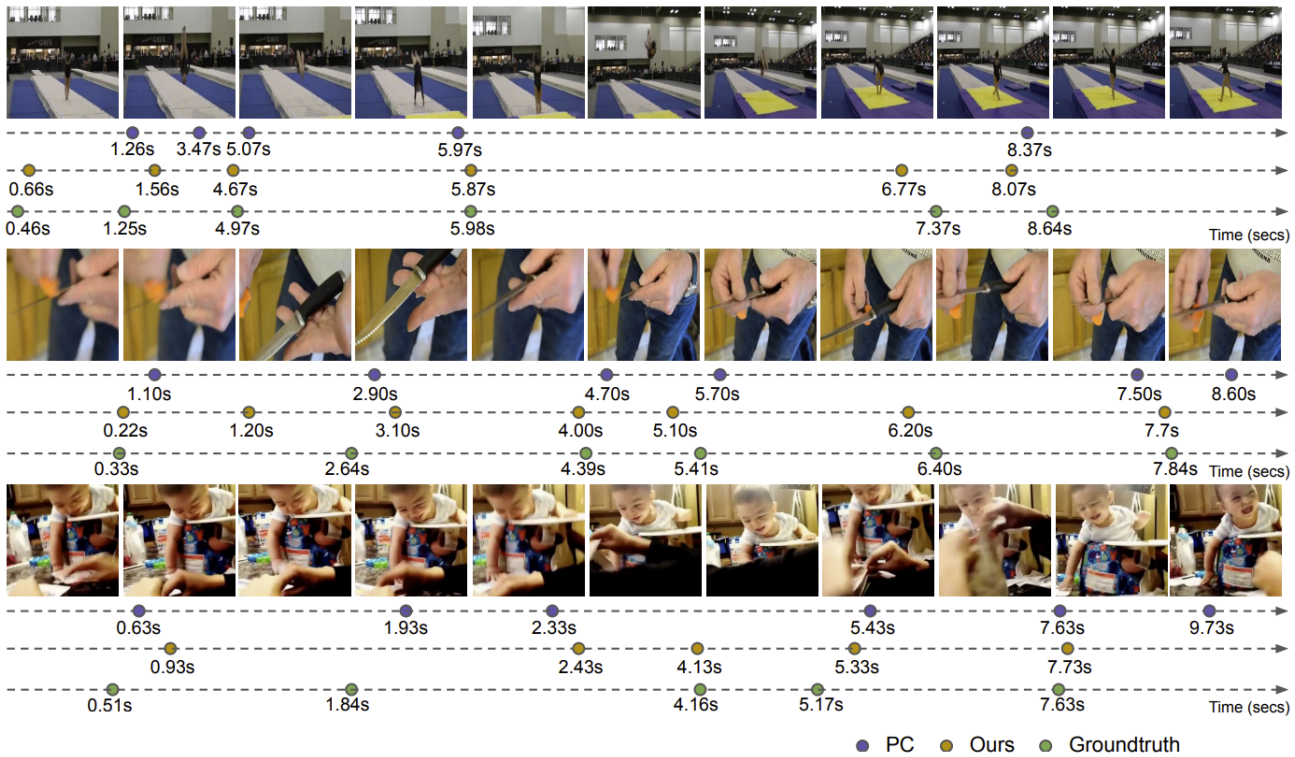 1.26s 3.47s 5.07s 5.97s 8.37s
0.66s 1.56s 4.67s 5.87s 6.77s 8.07s
0.46s 1.25s 4.97s 5.98s 7.37s 8.64s
Time (secs)
1.10s 2.90s 4.70s 5.70s 7.50s 8.60s
0.22s 1.20s 3.10s 4.00s 5.10s 6.20s 7.7s
0.33s 2.64s 4.39s 5.41s 6.40s 7.84s
Time (secs)
0.63s 1.93s 2.33s 5.43s 7.63s 9.73s
0.93s 2.43s 4.13s 5.33s 7.73s
0.51s 1.84s 4.16s 5.17s 7.63s
Time (secs)
PC Ours Groundtruth